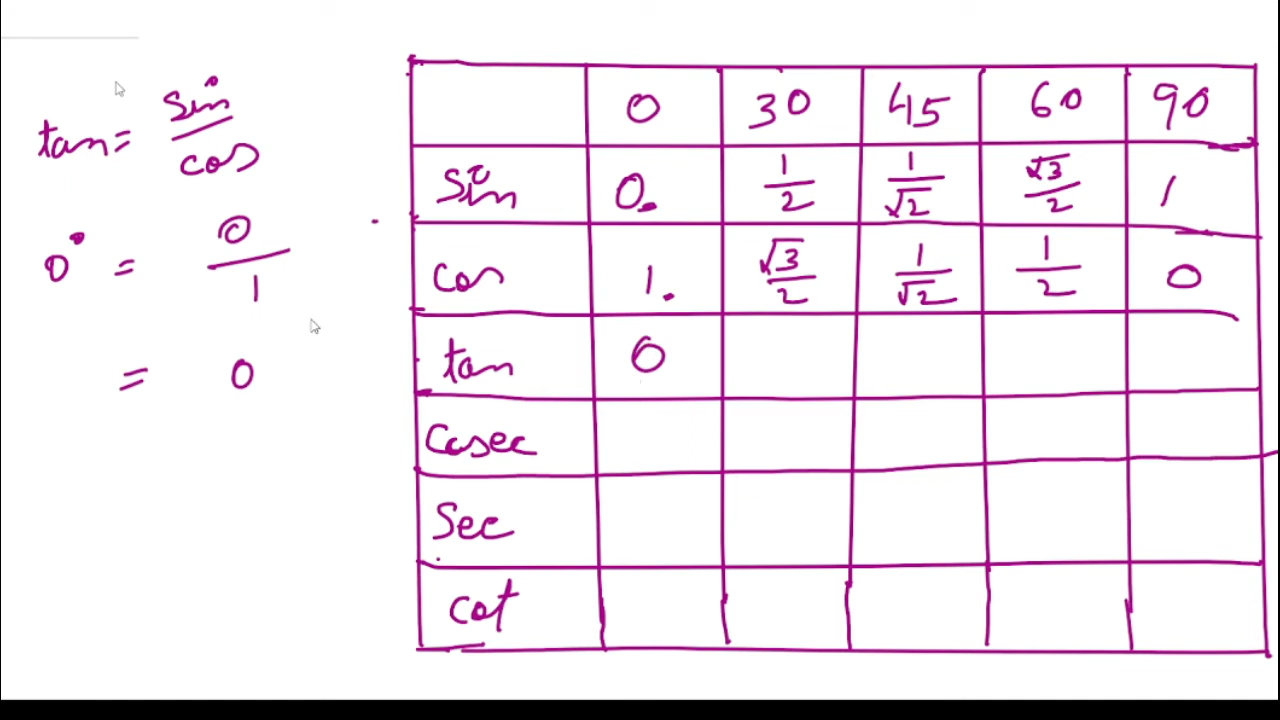 tan = sin/cos
0° = 0/1
= 0
0 30 45 60 90
sin 0 1/2 1/√2 √3/2 1
cos 1 √3/2 1/√2 1/2 0
tan 0
Cosec
Sec
cot